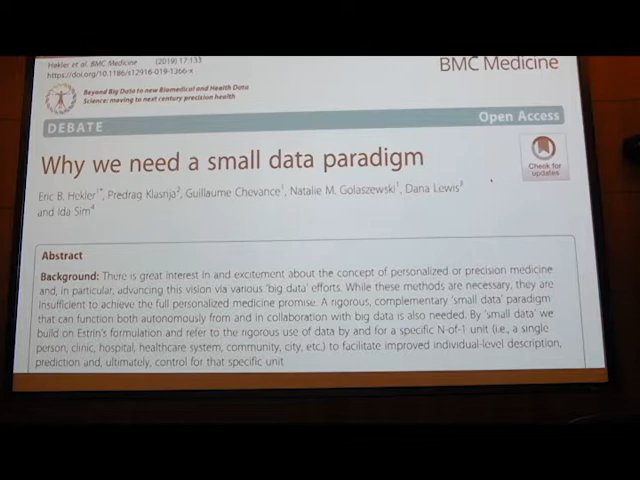 Hekler et al. BMC Medicine (2019) 17:133
https://doi.org/10.1186/s12916-019-1366-x
BMC Medicine
Beyond Big Data to new Biomedical and Health Data
Science: moving to next century precision health
DEBATE
Open Access
Why we need a small data paradigm
Check for
updates
Eric B. Hekler1*, Predrag Klasnja2, Guillaume Chevance1, Natalie M. Golaszewski1, Dana Lewis3
and Ida Sim4
Abstract
Background: There is great interest in and excitement about the concept of personalized or precision medicine
and, in particular, advancing this vision via various 'big data' efforts. While these methods are necessary, they are
insufficient to achieve the full personalized medicine promise. A rigorous, complementary 'small data' paradigm
that can function both autonomously from and in collaboration with big data is also needed. By 'small data' we
build on Estrin's formulation and refer to the rigorous use of data by and for a specific N-of-1 unit (i.e., a single
person, clinic, hospital, healthcare system, community, city, etc.) to facilitate improved individual-level description,
prediction and, ultimately, control for that specific unit